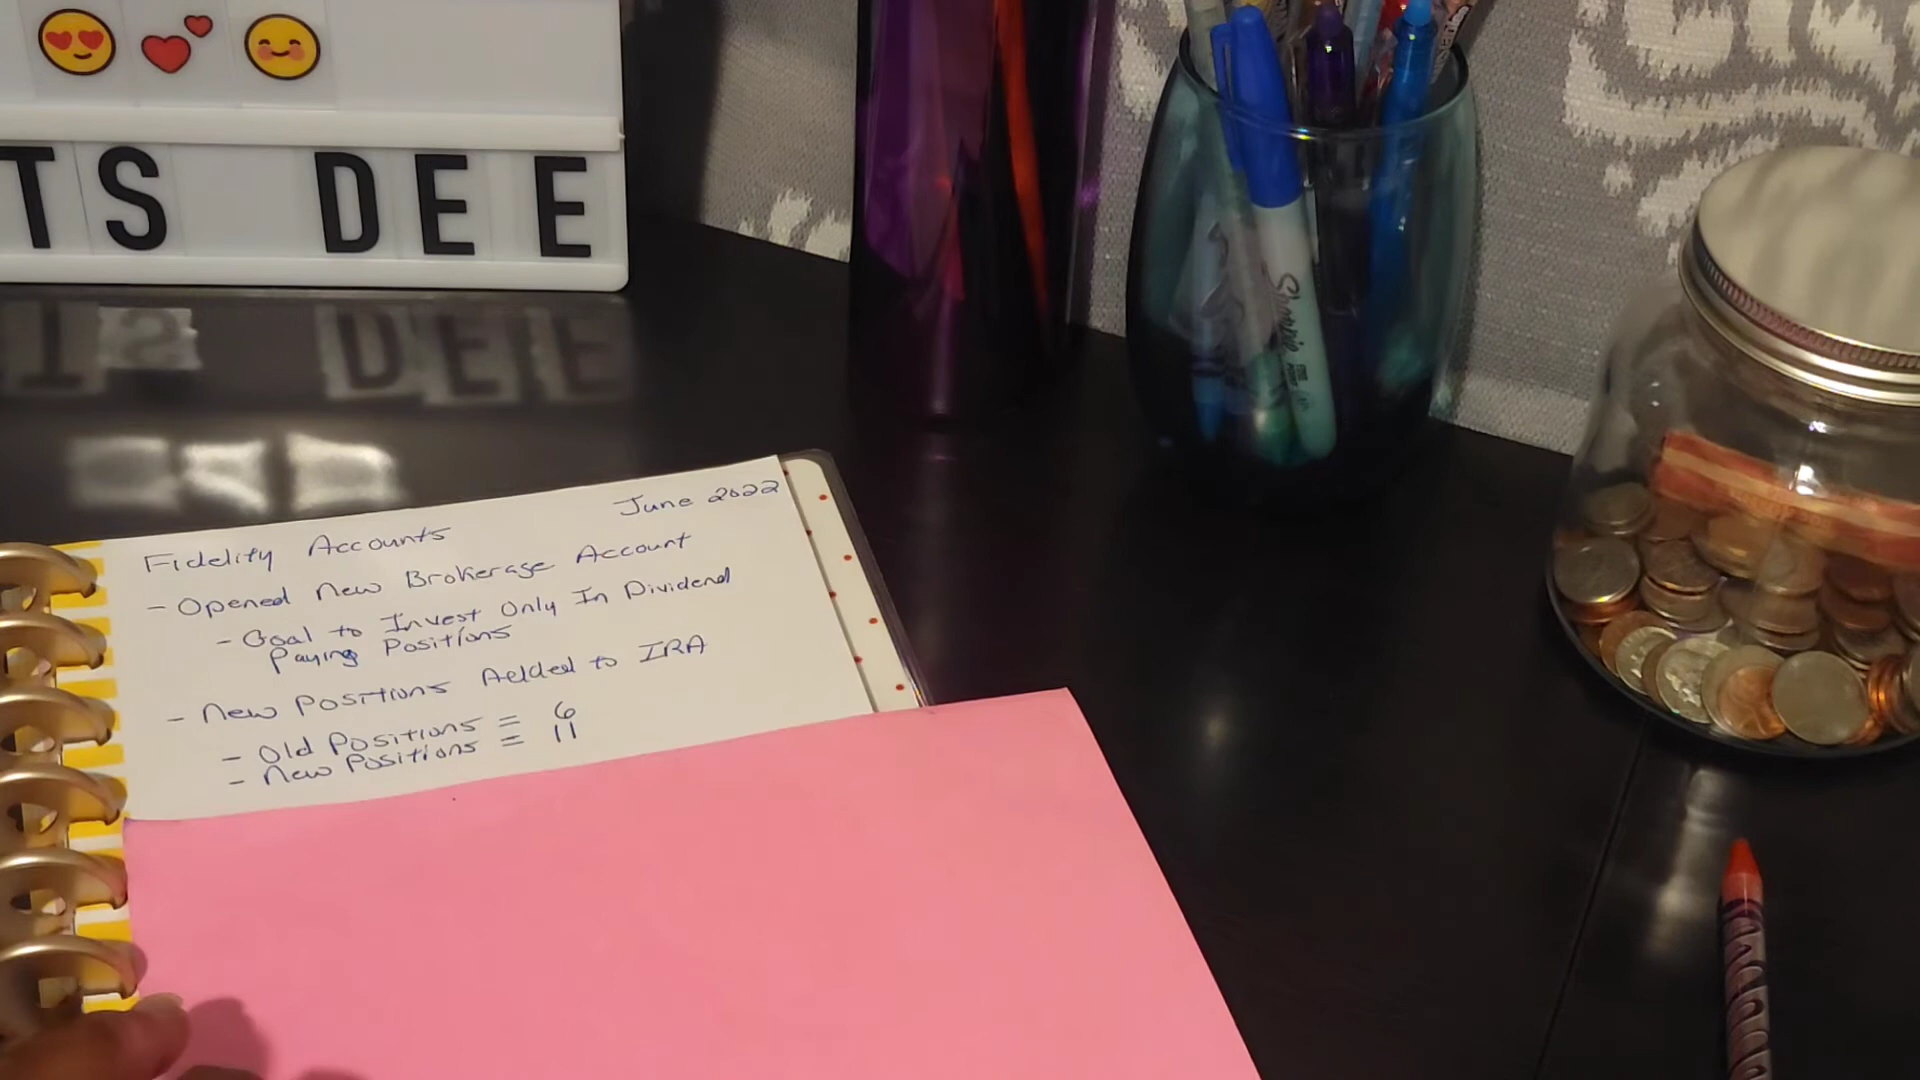 TS DEE
Sharpie
June 2022
Fidelity Accounts
- Opened New Brokerage Account
- Goal to Invest Only In Dividend
Paying Positions
- New Positions Added to IRA
- Old Positions = 6
- New Positions = 11